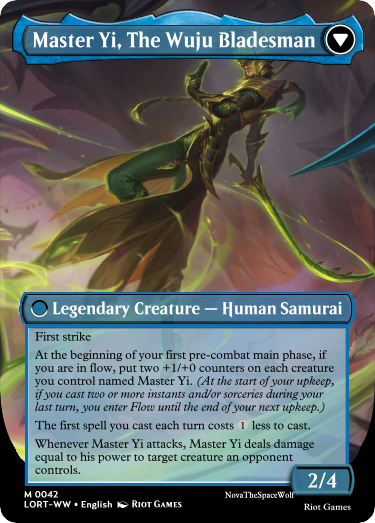 Master Yi, The Wuju Bladesman
Legendary Creature — Human Samurai
First strike
At the beginning of your first pre-combat main phase, if
you are in flow, put two +1/+0 counters on each creature
you control named Master Yi. (At the start of your upkeep,
if you cast two or more instants and/or sorceries during your
last turn, you enter Flow until the end of your next upkeep.)
The first spell you cast each turn costs 1 less to cast.
Whenever Master Yi attacks, Master Yi deals damage
equal to his power to target creature an opponent
controls.
2/4
M 0042
LORT-WW • English Riot Games
NovaTheSpaceWolf
Riot Games